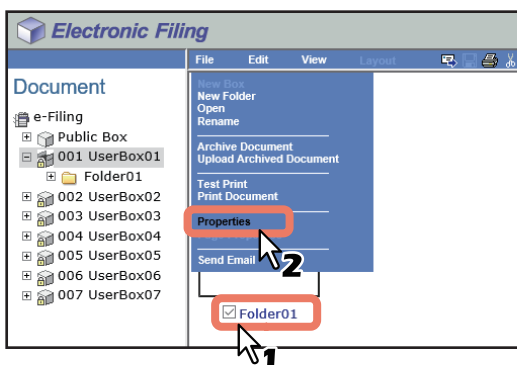 Electronic Filing
File Edit View Layout
Document
e-Filing
Public Box
001 UserBox01
Folder01
002 UserBox02
003 UserBox03
004 UserBox04
005 UserBox05
006 UserBox06
007 UserBox07
New Box
New Folder
Open
Rename
Archive Document
Upload Archived Document
Test Print
Print Document
Properties
Send Email
2
Folder01
1